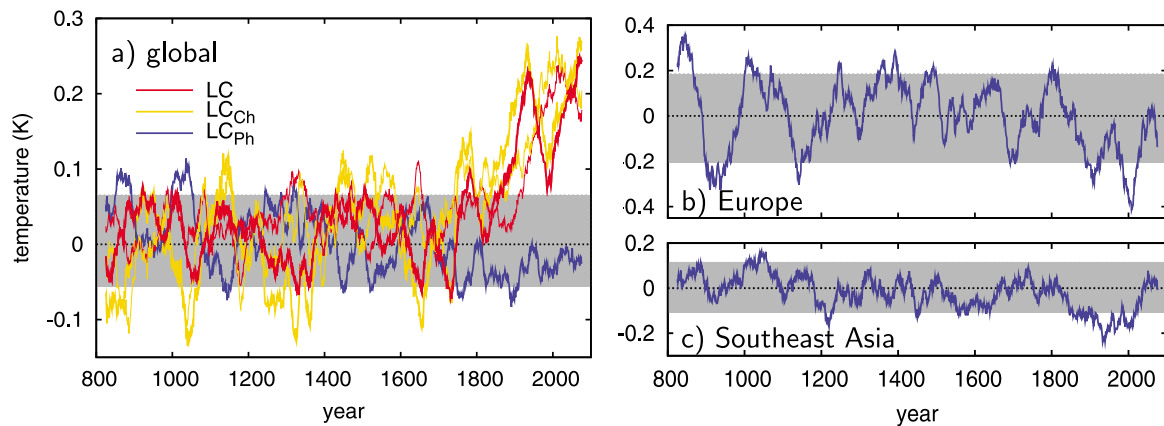 a) global
LC
LC_Ch
LC_Ph
temperature (K)
0.3
0.2
0.1
0
-0.1
800 1000 1200 1400 1600 1800 2000
year
b) Europe
0.4
0.2
0
-0.2
0.4
c) Southeast Asia
0.2
0
-0.2
800 1000 1200 1400 1600 1800 2000
year